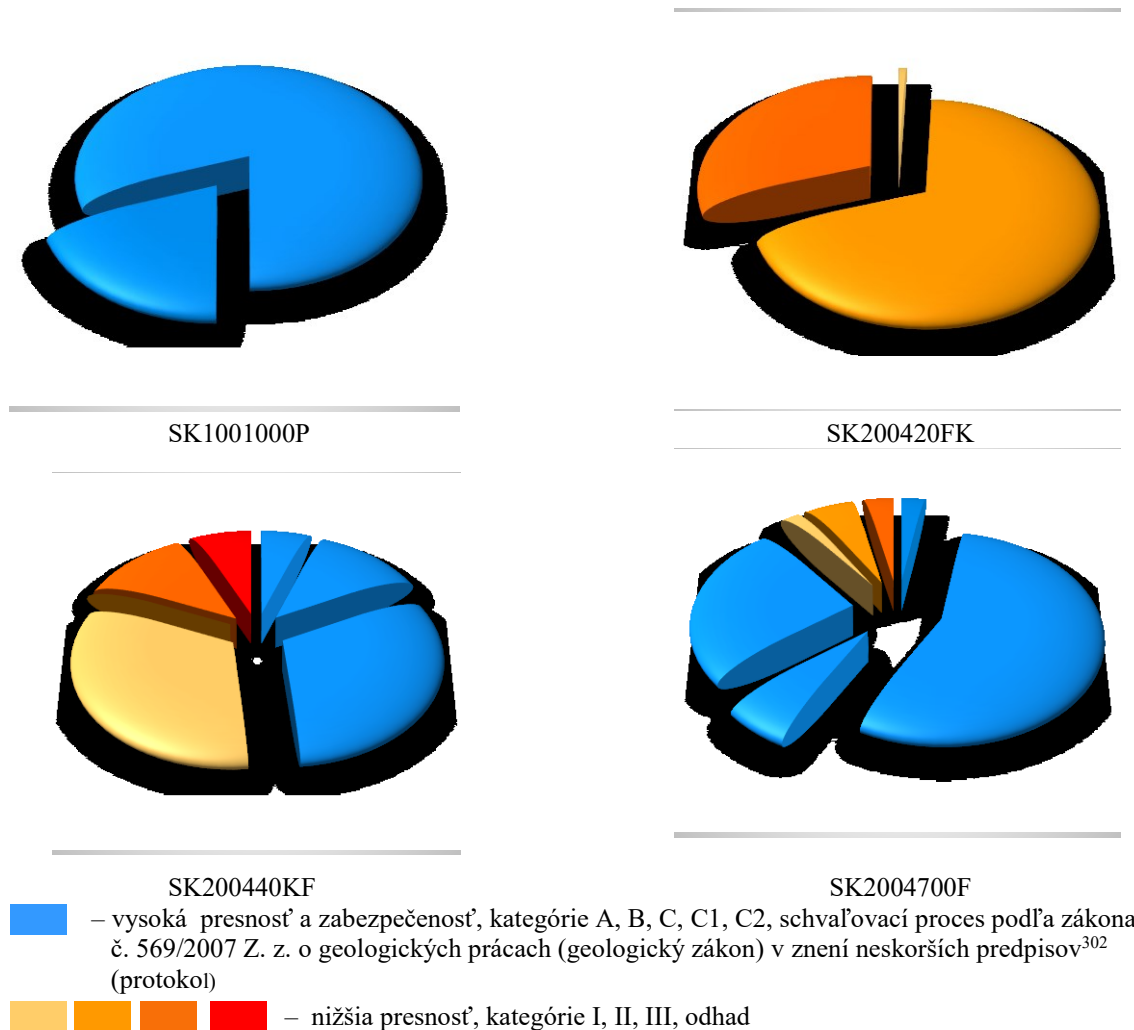 SK1001000P
SK200420FK
SK200440KF
SK2004700F
– vysoká presnosť a zabezpečenosť, kategórie A, B, C, C1, C2, schvaľovací proces podľa zákona
č. 569/2007 Z. z. o geologických prácach (geologický zákon) v znení neskorších predpisov302
(protokol)
– nižšia presnosť, kategórie I, II, III, odhad